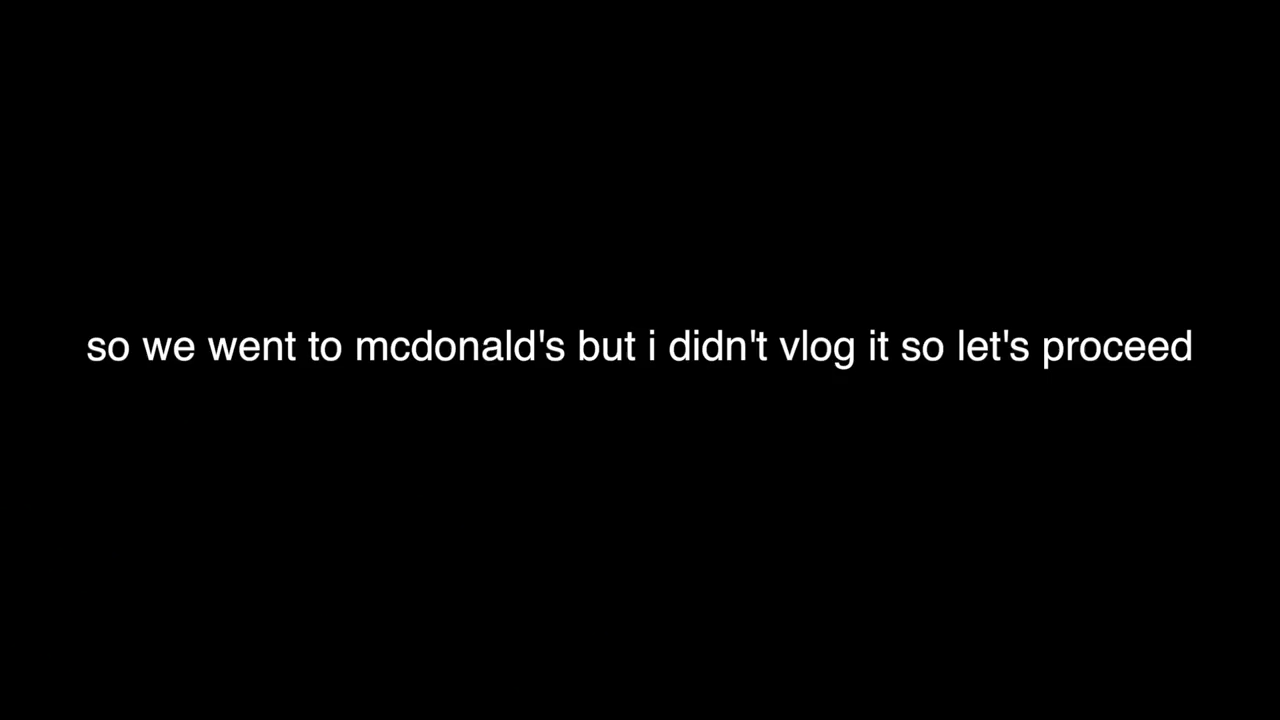 so we went to mcdonald's but i didn't vlog it so let's proceed